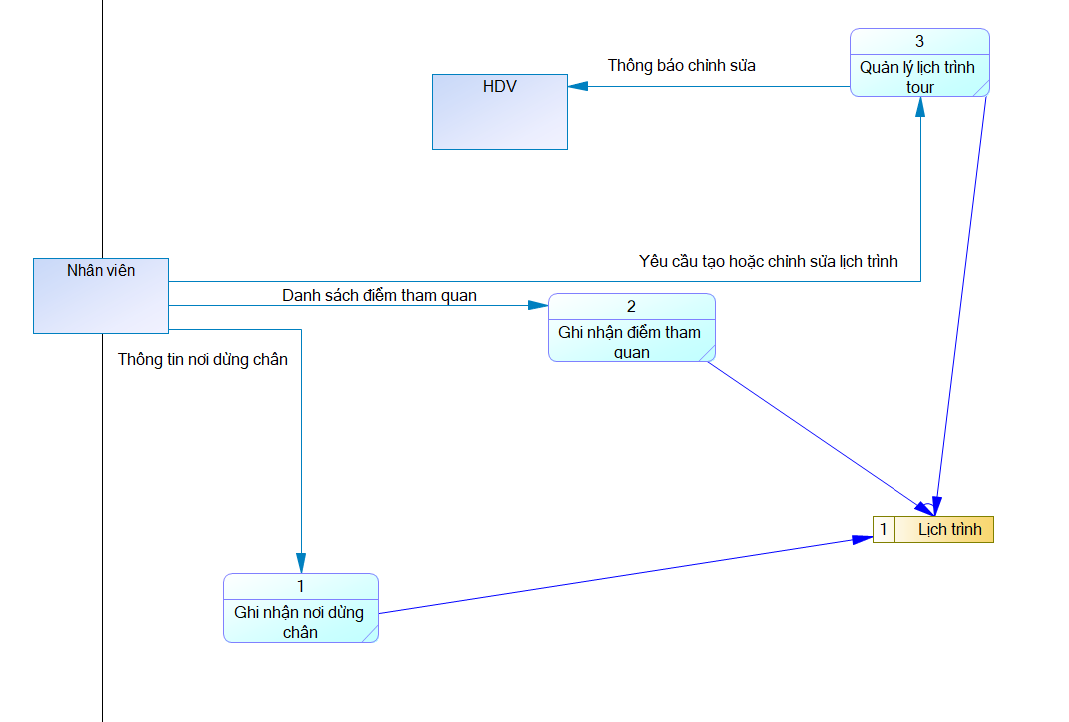 3
Quản lý lịch trình
tour
Thông báo chỉnh sửa
HDV
Yêu cầu tạo hoặc chỉnh sửa lịch trình
Nhân viên
Danh sách điểm tham quan
2
Ghi nhận điểm tham
quan
Thông tin nơi dừng chân
1 Lịch trình
1
Ghi nhận nơi dừng
chân